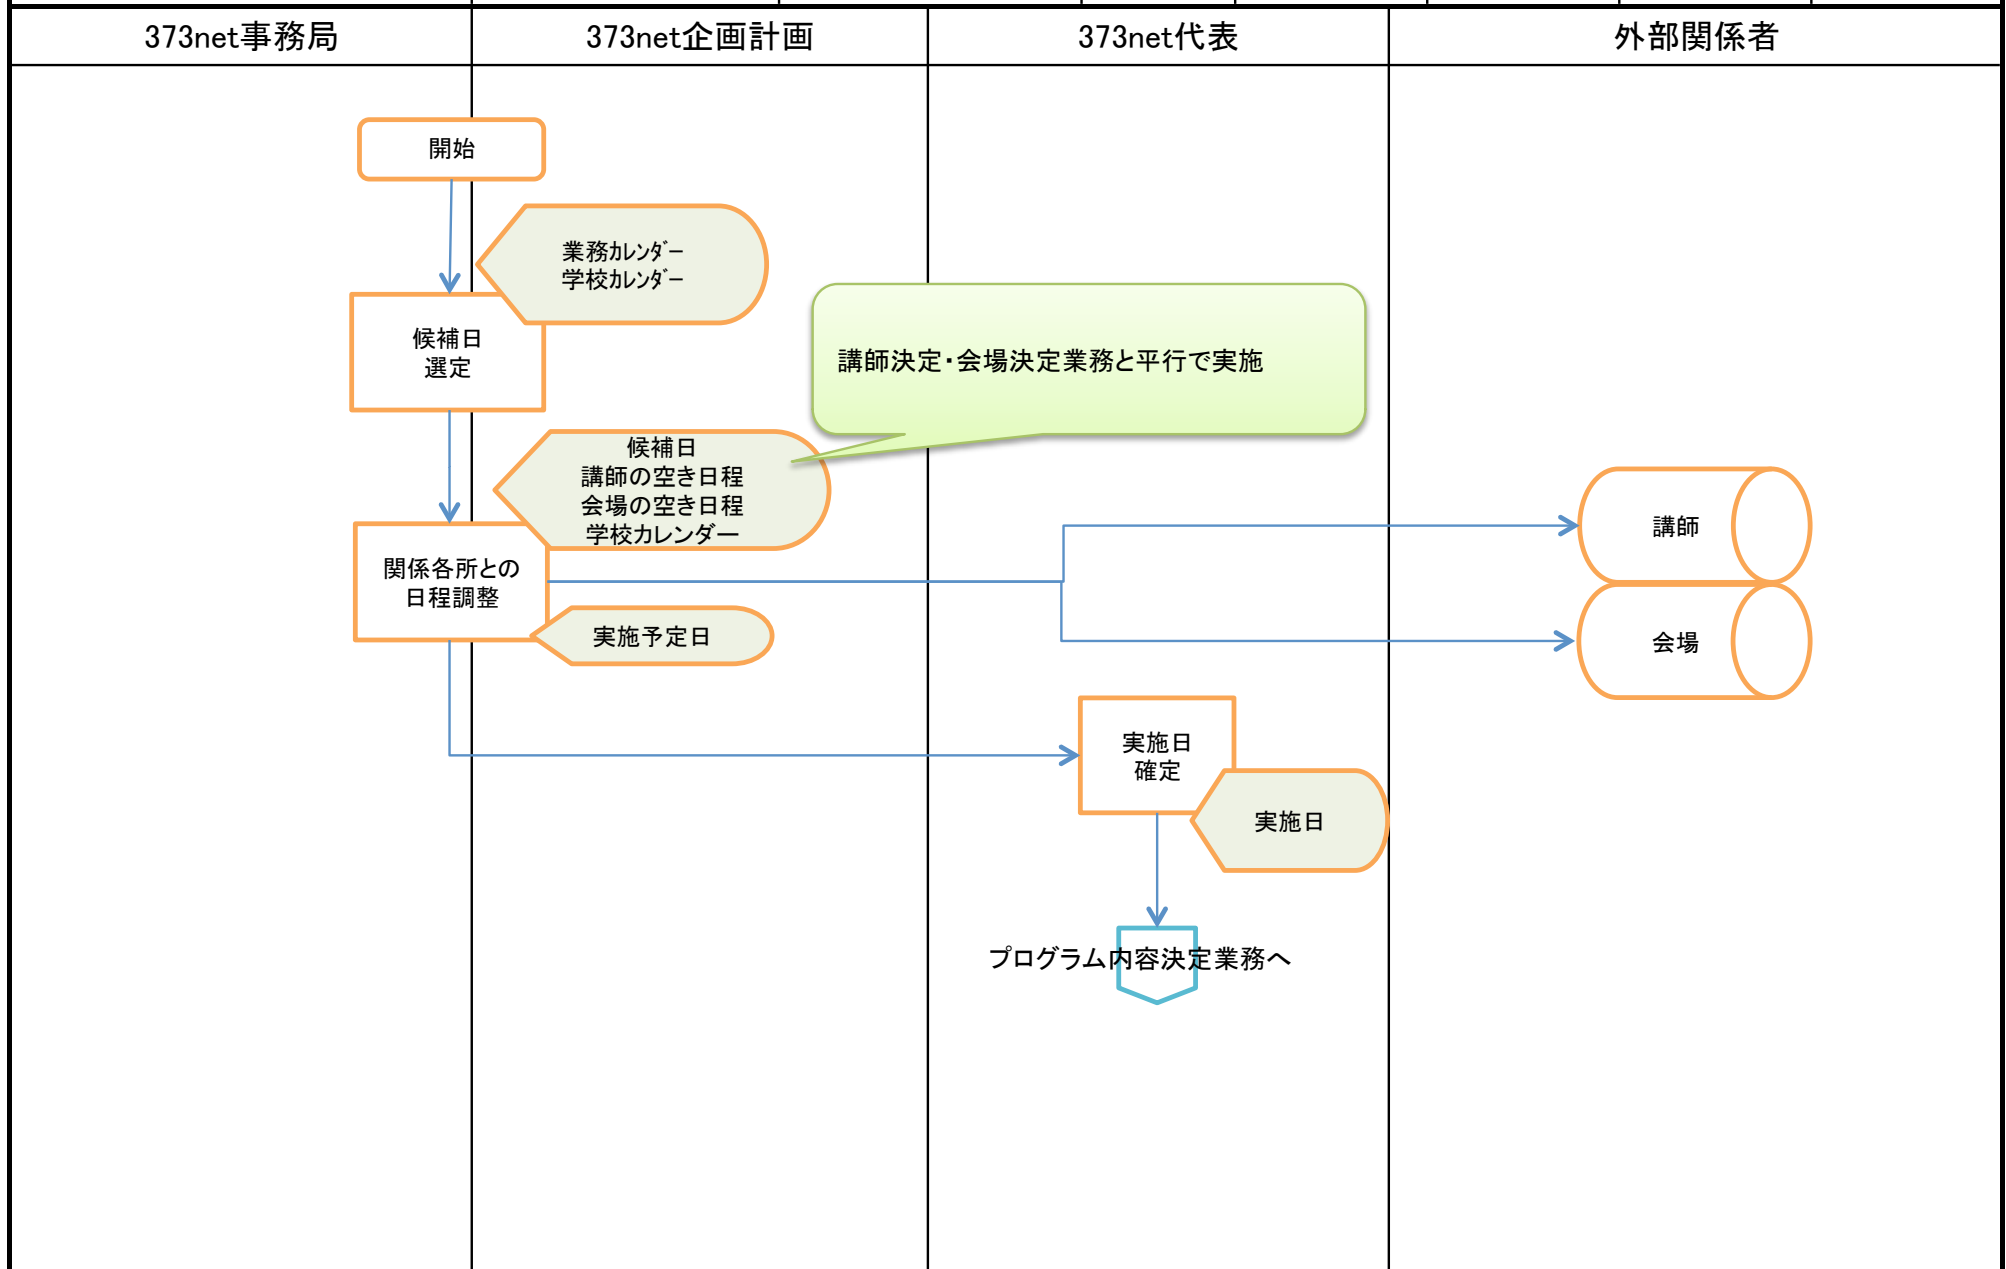 373net事務局
373net企画計画
373net代表
外部関係者
開始
業務ｶﾚﾝﾀﾞｰ
学校ｶﾚﾝﾀﾞｰ
候補日
選定
講師決定・会場決定業務と平行で実施
候補日
講師の空き日程
会場の空き日程
学校カレンダー
関係各所との
日程調整
実施予定日
講師
会場
実施日
確定
実施日
プログラム内容決定業務へ